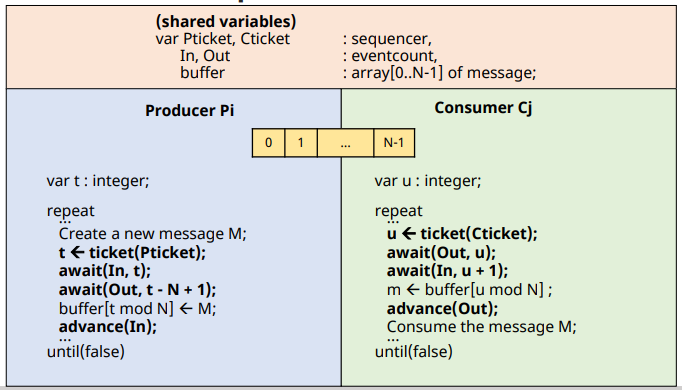 (shared variables)
var Pticket, Cticket : sequencer,
In, Out : eventcount,
buffer : array[0..N-1] of message;
Producer Pi
Consumer Cj
0 1 ... N-1
var t : integer;
repeat
...
Create a new message M;
t ← ticket(Pticket);
await(In, t);
await(Out, t - N + 1);
buffer[t mod N] ← M;
advance(In);
...
until(false)
var u : integer;
repeat
...
u ← ticket(Cticket);
await(Out, u);
await(In, u + 1);
m ← buffer[u mod N] ;
advance(Out);
Consume the message M;
...
until(false)